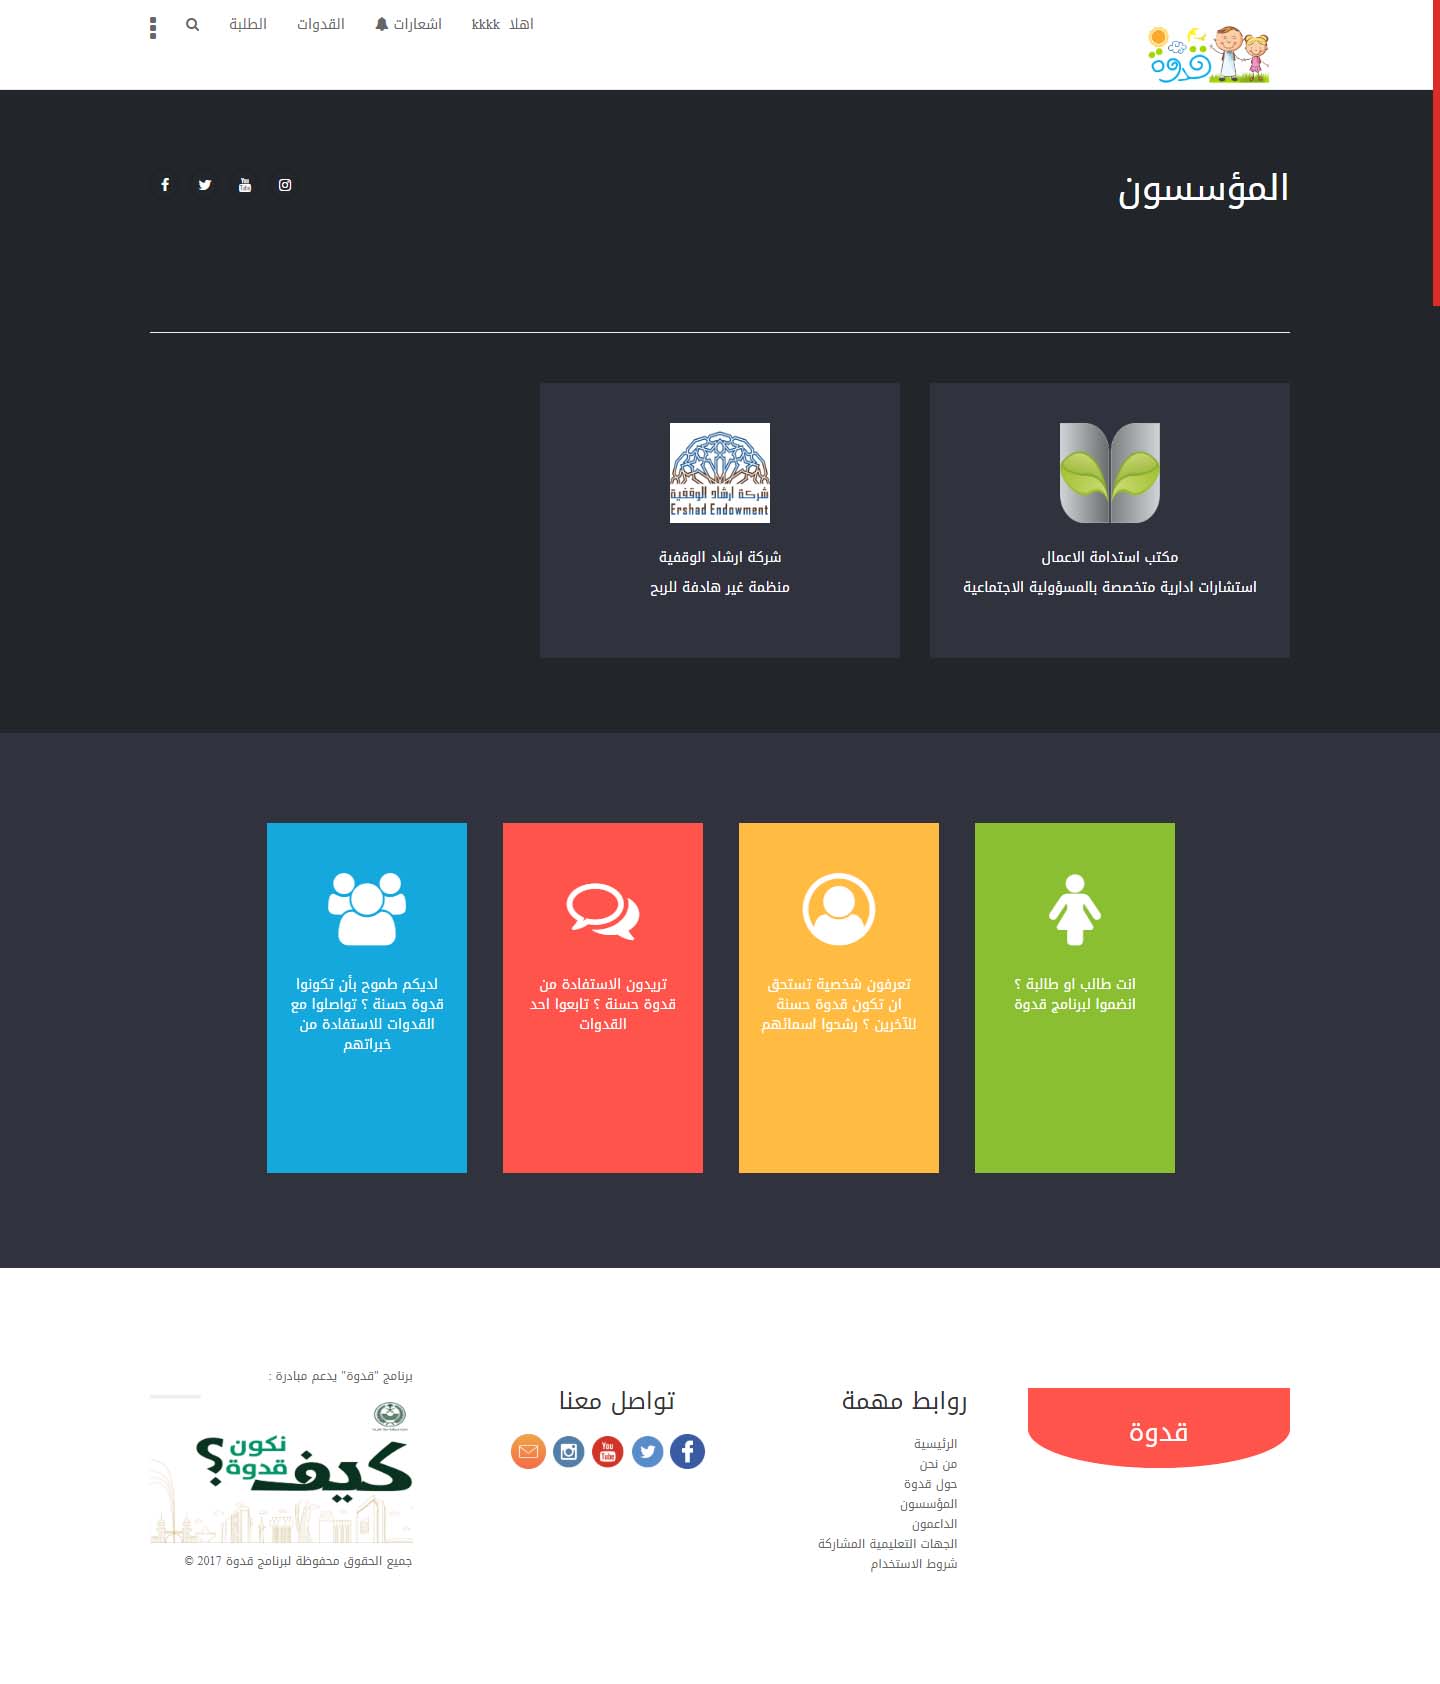 اهلا kkkk
اشعارات
القدوات
الطلبة
قدوة
المؤسسون
مكتب استدامة الاعمال
استشارات ادارية متخصصة بالمسؤولية الاجتماعية
شركة ارشاد الوقفية
Ershad Endowment
شركة ارشاد الوقفية
منظمة غير هادفة للربح
انت طالب او طالبة ؟
انضموا لبرنامج قدوة
تعرفون شخصية تستحق
ان تكون قدوة حسنة
للآخرين ؟ رشحوا اسمائهم
تريدون الاستفادة من
قدوة حسنة ؟ تابعوا احد
القدوات
لديكم طموح بأن تكونوا
قدوة حسنة ؟ تواصلوا مع
القدوات للاستفادة من
خبراتهم
قدوة
روابط مهمة
الرئيسية
من نحن
حول قدوة
المؤسسون
الداعمون
الجهات التعليمية المشاركة
شروط الاستخدام
تواصل معنا
You
Tube
برنامج "قدوة" يدعم مبادرة :
كيف نكون
قدوة ؟
جميع الحقوق محفوظة لبرنامج قدوة 2017 ©